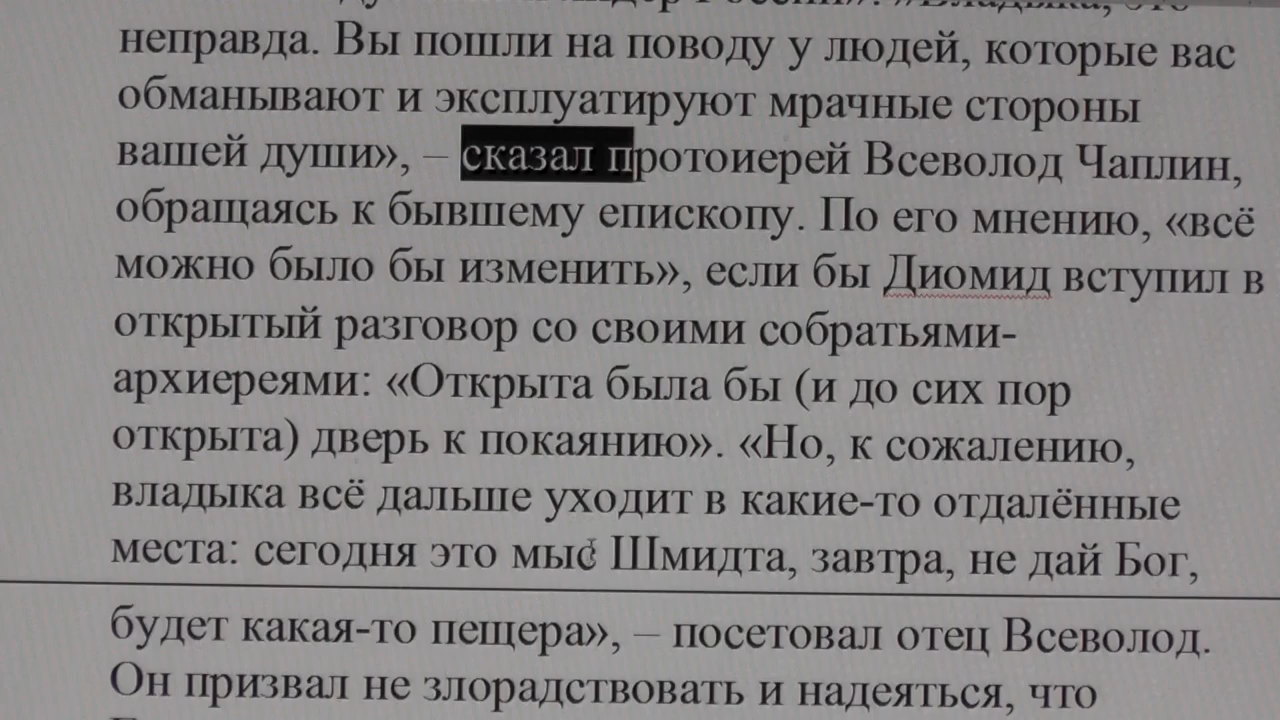 неправда. Вы пошли на поводу у людей, которые вас
обманывают и эксплуатируют мрачные стороны
вашей души», – сказал протоиерей Всеволод Чаплин,
обращаясь к бывшему епископу. По его мнению, «всё
можно было бы изменить», если бы Диомид вступил в
открытый разговор со своими собратьями-
архиереями: «Открыта была бы (и до сих пор
открыта) дверь к покаянию». «Но, к сожалению,
владыка всё дальше уходит в какие-то отдалённые
места: сегодня это мыс Шмидта, завтра, не дай Бог,
будет какая-то пещера», – посетовал отец Всеволод.
Он призвал не злорадствовать и надеяться, что